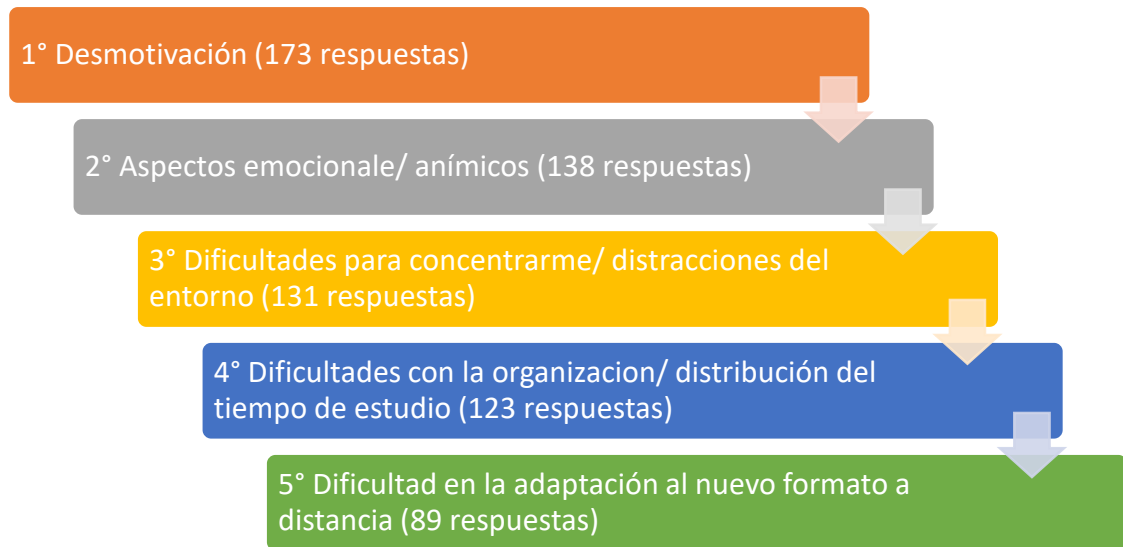 1° Desmotivación (173 respuestas)
2° Aspectos emocionale/ anímicos (138 respuestas)
3° Dificultades para concentrarme/ distracciones del
entorno (131 respuestas)
4° Dificultades con la organizacion/ distribución del
tiempo de estudio (123 respuestas)
5° Dificultad en la adaptación al nuevo formato a
distancia (89 respuestas)